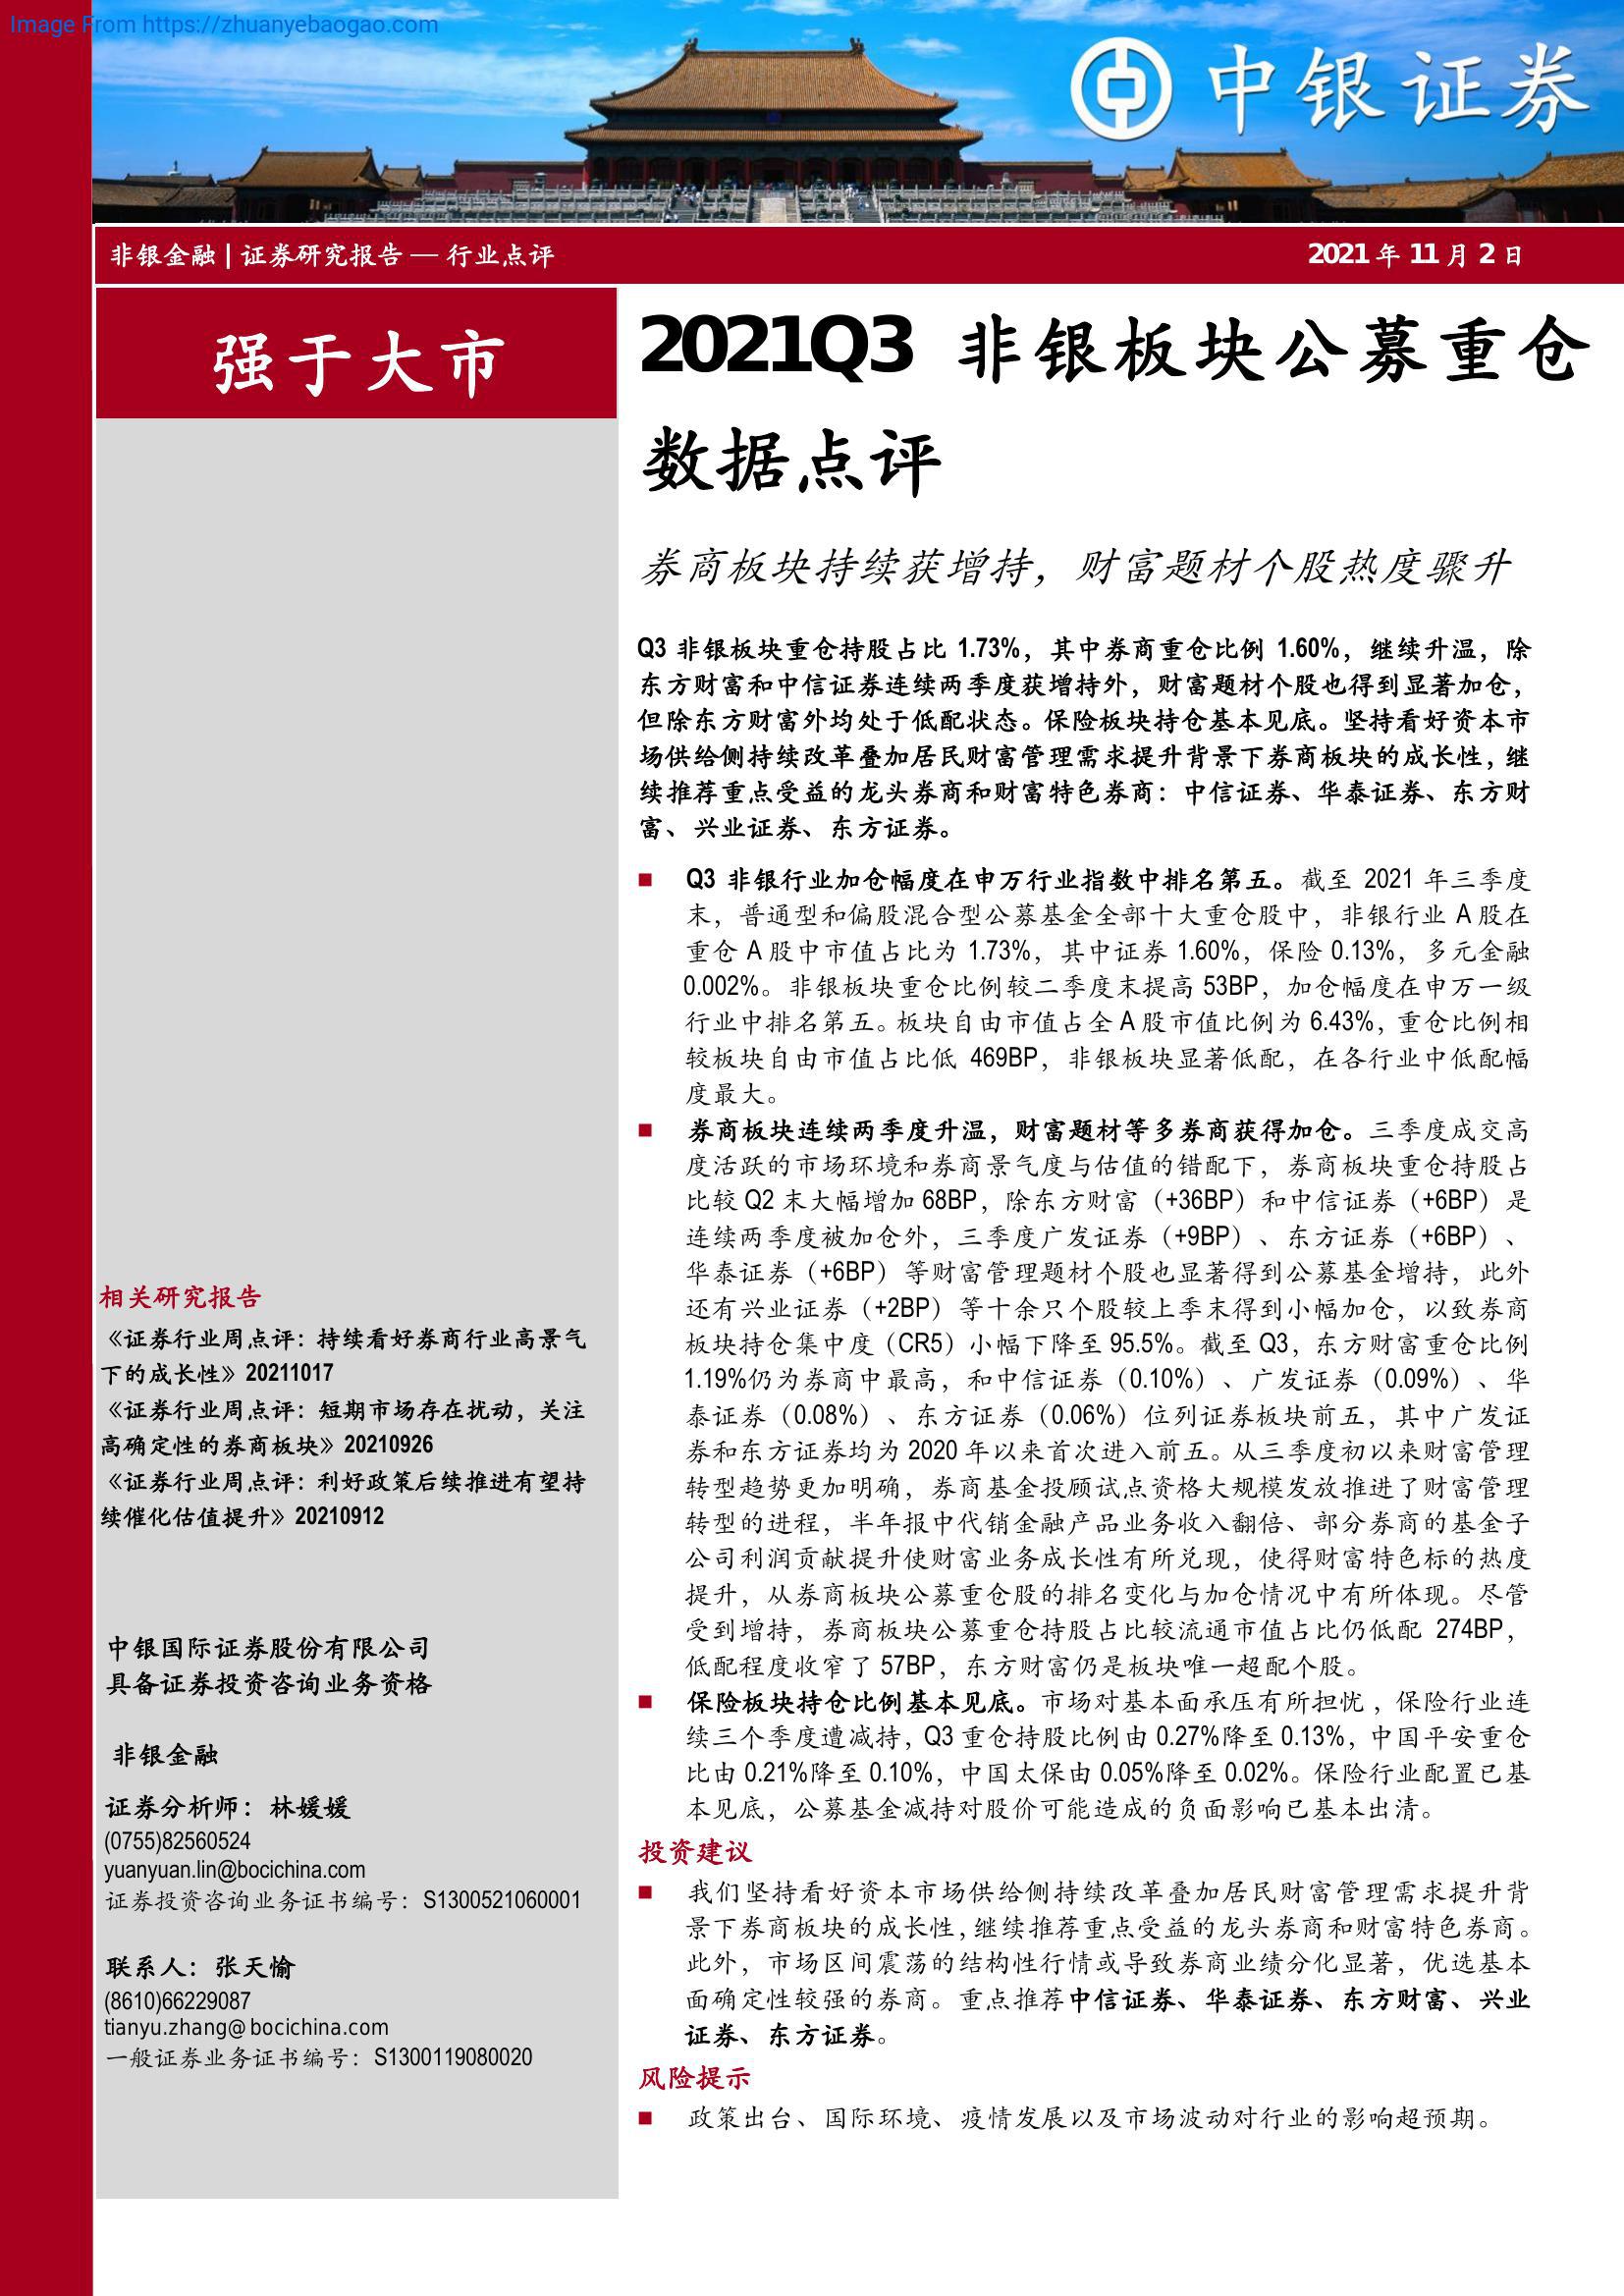 Image From https://zhuanyebaogao.com
中银证券
非银金融 | 证券研究报告 — 行业点评
2021 年 11 月 2 日
强于大市
2021Q3 非银板块公募重仓
数据点评
券商板块持续获增持，财富题材个股热度骤升
Q3 非银板块重仓持股占比 1.73%，其中券商重仓比例 1.60%，继续升温，除
东方财富和中信证券连续两季度获增持外，财富题材个股也得到显著加仓，
但除东方财富外均处于低配状态。保险板块持仓基本见底。坚持看好资本市
场供给侧持续改革叠加居民财富管理需求提升背景下券商板块的成长性，继
续推荐重点受益的龙头券商和财富特色券商：中信证券、华泰证券、东方财
富、兴业证券、东方证券。
■ Q3 非银行业加仓幅度在申万行业指数中排名第五。截至 2021 年三季度
末，普通型和偏股混合型公募基金全部十大重仓股中，非银行业 A 股在
重仓 A 股中市值占比为 1.73%，其中证券 1.60%，保险 0.13%，多元金融
0.002%。非银板块重仓比例较二季度末提高 53BP，加仓幅度在申万一级
行业中排名第五。板块自由市值占全 A 股市值比例为 6.43%，重仓比例相
较板块自由市值占比低 469BP，非银板块显著低配，在各行业中低配幅
度最大。
■ 券商板块连续两季度升温，财富题材等多券商获得加仓。三季度成交高
度活跃的市场环境和券商景气度与估值的错配下，券商板块重仓持股占
比较 Q2 末大幅增加 68BP，除东方财富（+36BP）和中信证券（+6BP）是
连续两季度被加仓外，三季度广发证券（+9BP）、东方证券（+6BP）、
华泰证券（+6BP）等财富管理题材个股也显著得到公募基金增持，此外
还有兴业证券（+2BP）等十余只个股较上季末得到小幅加仓，以致券商
板块持仓集中度（CR5）小幅下降至 95.5%。截至 Q3，东方财富重仓比例
1.19%仍为券商中最高，和中信证券（0.10%）、广发证券（0.09%）、华
泰证券（0.08%）、东方证券（0.06%）位列证券板块前五，其中广发证
券和东方证券均为 2020 年以来首次进入前五。从三季度初以来财富管理
转型趋势更加明确，券商基金投顾试点资格大规模发放推进了财富管理
转型的进程，半年报中代销金融产品业务收入翻倍、部分券商的基金子
公司利润贡献提升使财富业务成长性有所兑现，使得财富特色标的热度
提升，从券商板块公募重仓股的排名变化与加仓情况中有所体现。尽管
受到增持，券商板块公募重仓持股占比较流通市值占比仍低配 274BP，
低配程度收窄了 57BP，东方财富仍是板块唯一超配个股。
■ 保险板块持仓比例基本见底。市场对基本面承压有所担忧，保险行业连
续三个季度遭减持，Q3 重仓持股比例由 0.27%降至 0.13%，中国平安重仓
比由 0.21%降至 0.10%，中国太保由 0.05%降至 0.02%。保险行业配置已基
本见底，公募基金减持对股价可能造成的负面影响已基本出清。
投资建议
■ 我们坚持看好资本市场供给侧持续改革叠加居民财富管理需求提升背
景下券商板块的成长性，继续推荐重点受益的龙头券商和财富特色券商。
此外，市场区间震荡的结构性行情或导致券商业绩分化显著，优选基本
面确定性较强的券商。重点推荐中信证券、华泰证券、东方财富、兴业
证券、东方证券。
风险提示
■ 政策出台、国际环境、疫情发展以及市场波动对行业的影响超预期。
相关研究报告
《证券行业周点评：持续看好券商行业高景气
下的成长性》20211017
《证券行业周点评：短期市场存在扰动，关注
高确定性的券商板块》20210926
《证券行业周点评：利好政策后续推进有望持
续催化估值提升》20210912
中银国际证券股份有限公司
具备证券投资咨询业务资格
非银金融
证券分析师：林媛媛
(0755)82560524
yuanyuan.lin@bocichina.com
证券投资咨询业务证书编号：S1300521060001
联系人：张天愉
(8610)66229087
tianyu.zhang@bocichina.com
一般证券业务证书编号：S1300119080020